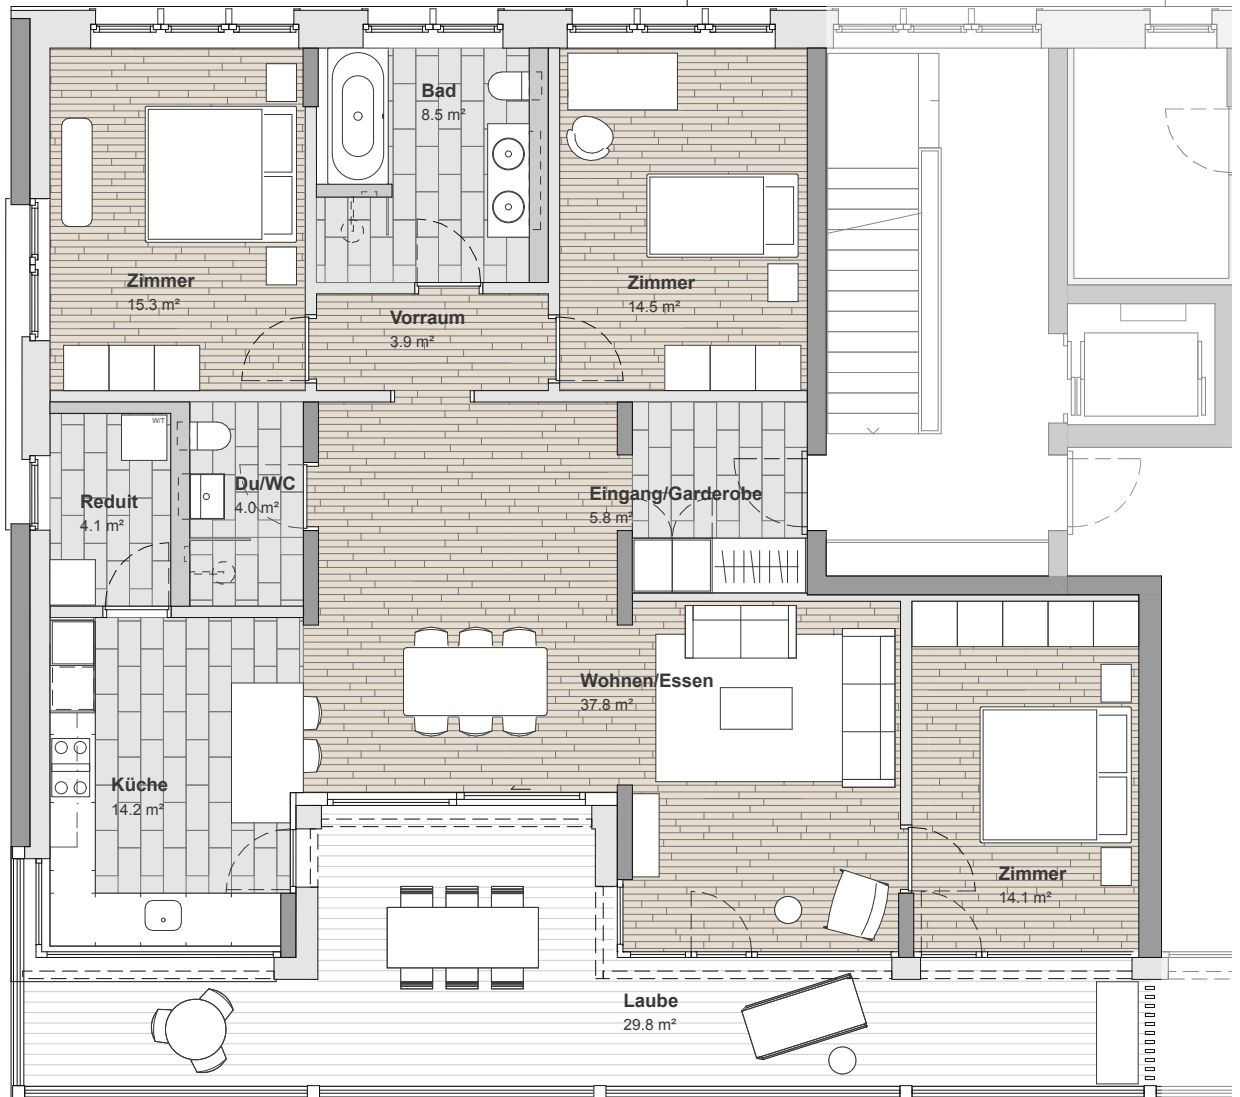 Bad
8.5 m²
Zimmer
15.3 m²
Zimmer
14.5 m²
Vorraum
3.9 m²
W/T
Reduit
4.1 m²
Du/WC
4.0 m²
Eingang/Garderobe
5.8 m²
Wohnen/Essen
37.8 m²
Küche
14.2 m²
Zimmer
14.1 m²
Laube
29.8 m²